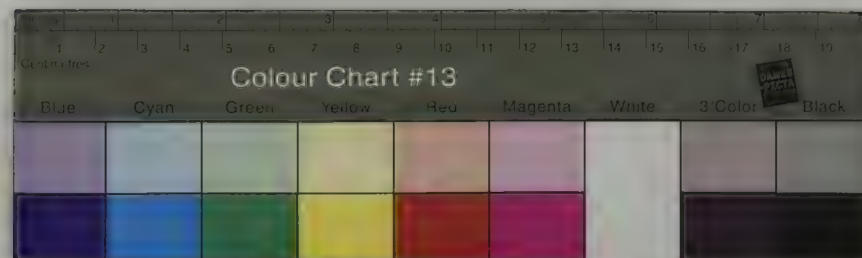 2 3 4 5 6 7
1 2 3 4 5 6 7 8 9 10 11 12 13 14 15 16 17 18 19
Centimetres
Colour Chart #13
DANES
PICTA
Blue Cyan Green Yellow Red Magenta White 3/Color Black